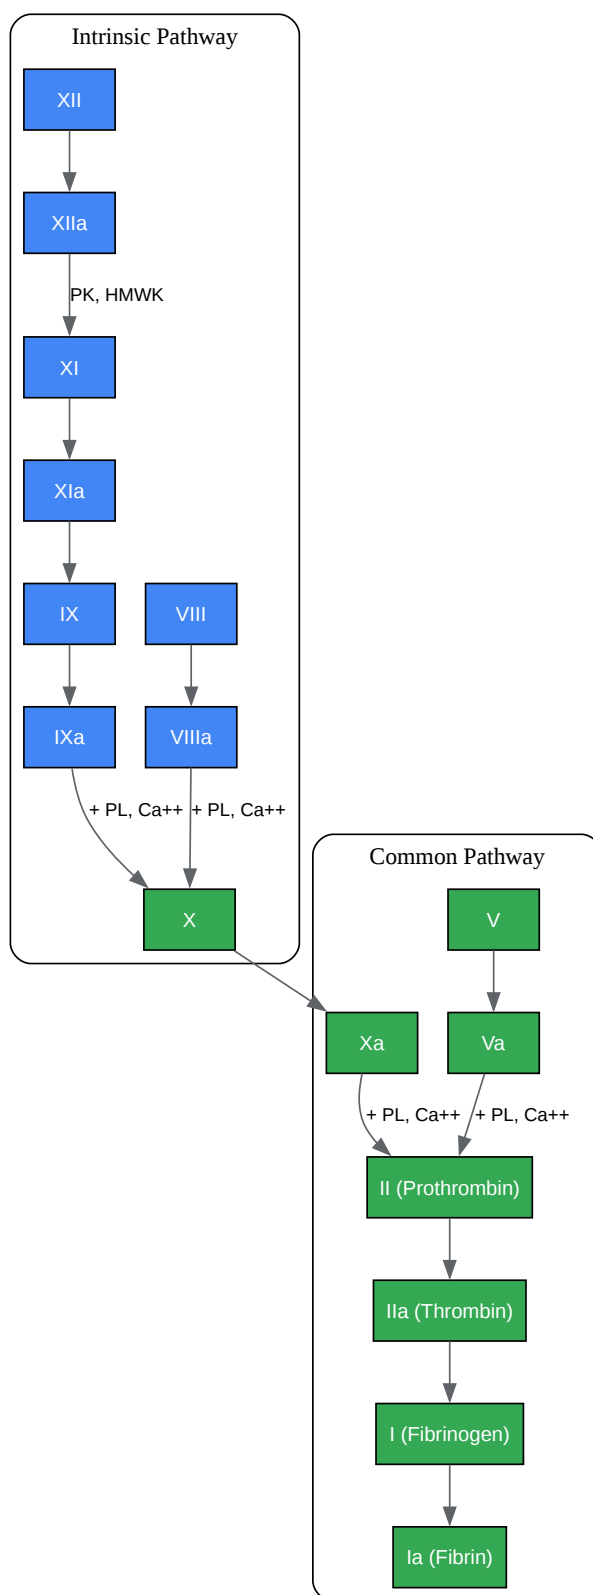 Intrinsic Pathway
XII
XIIa
PK, HMWK
XI
XIa
IX
VIII
IXa
VIIIa
+ PL, Ca++
+ PL, Ca++
X
Common Pathway
V
Xa
Va
+ PL, Ca++
+ PL, Ca++
II (Prothrombin)
IIa (Thrombin)
I (Fibrinogen)
Ia (Fibrin)